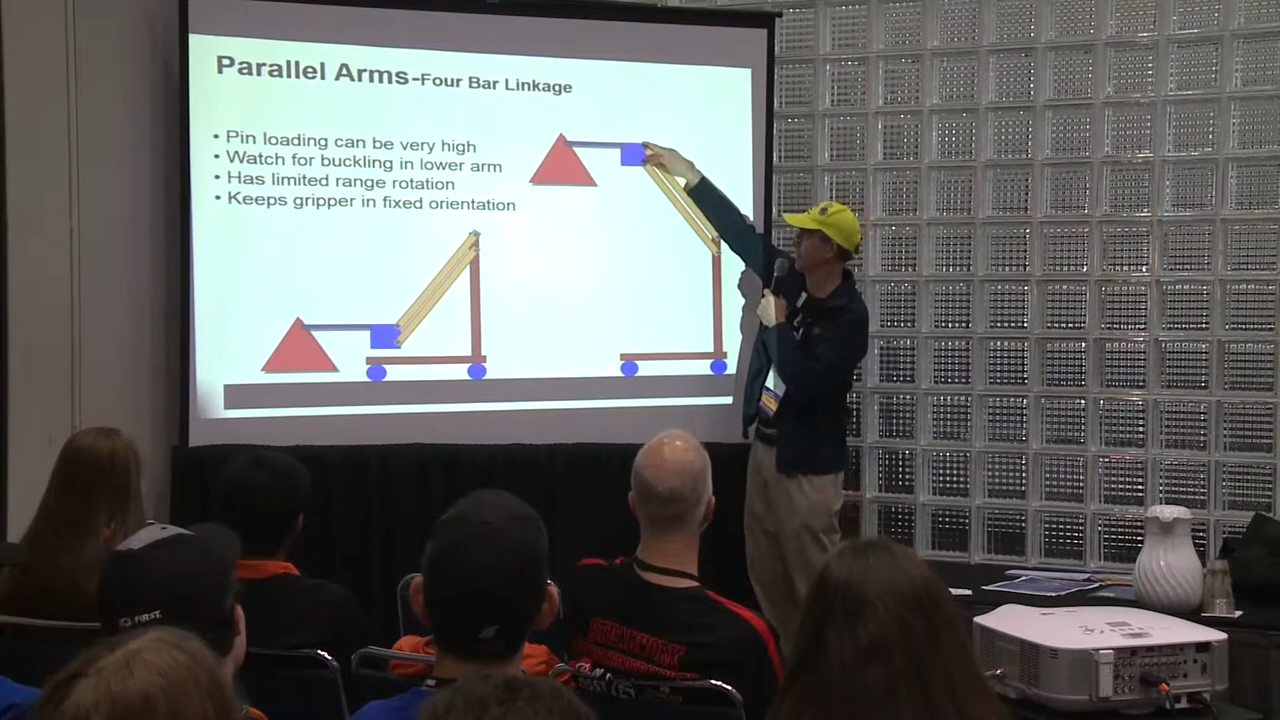 Parallel Arms-Four Bar Linkage
• Pin loading can be very high
• Watch for buckling in lower arm
• Has limited range rotation
• Keeps gripper in fixed orientation
FIRST.